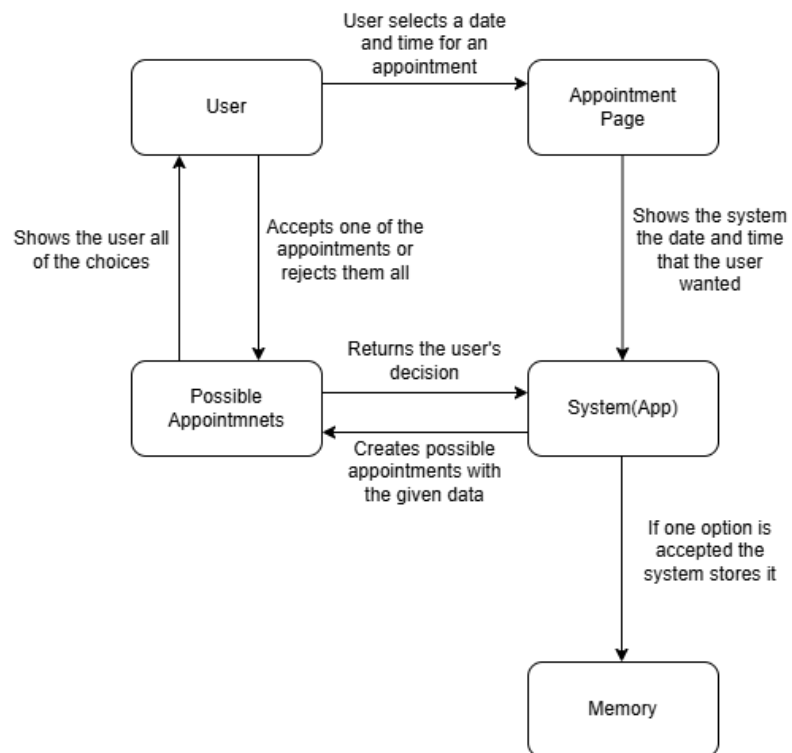 User selects a date
and time for an
appointment
User
Appointment
Page
Shows the user all
of the choices
Accepts one of the
appointments or
rejects them all
Shows the system
the date and time
that the user
wanted
Returns the user's
decision
Possible
Appointmnets
System(App)
Creates possible
appointments with
the given data
If one option is
accepted the
system stores it
Memory